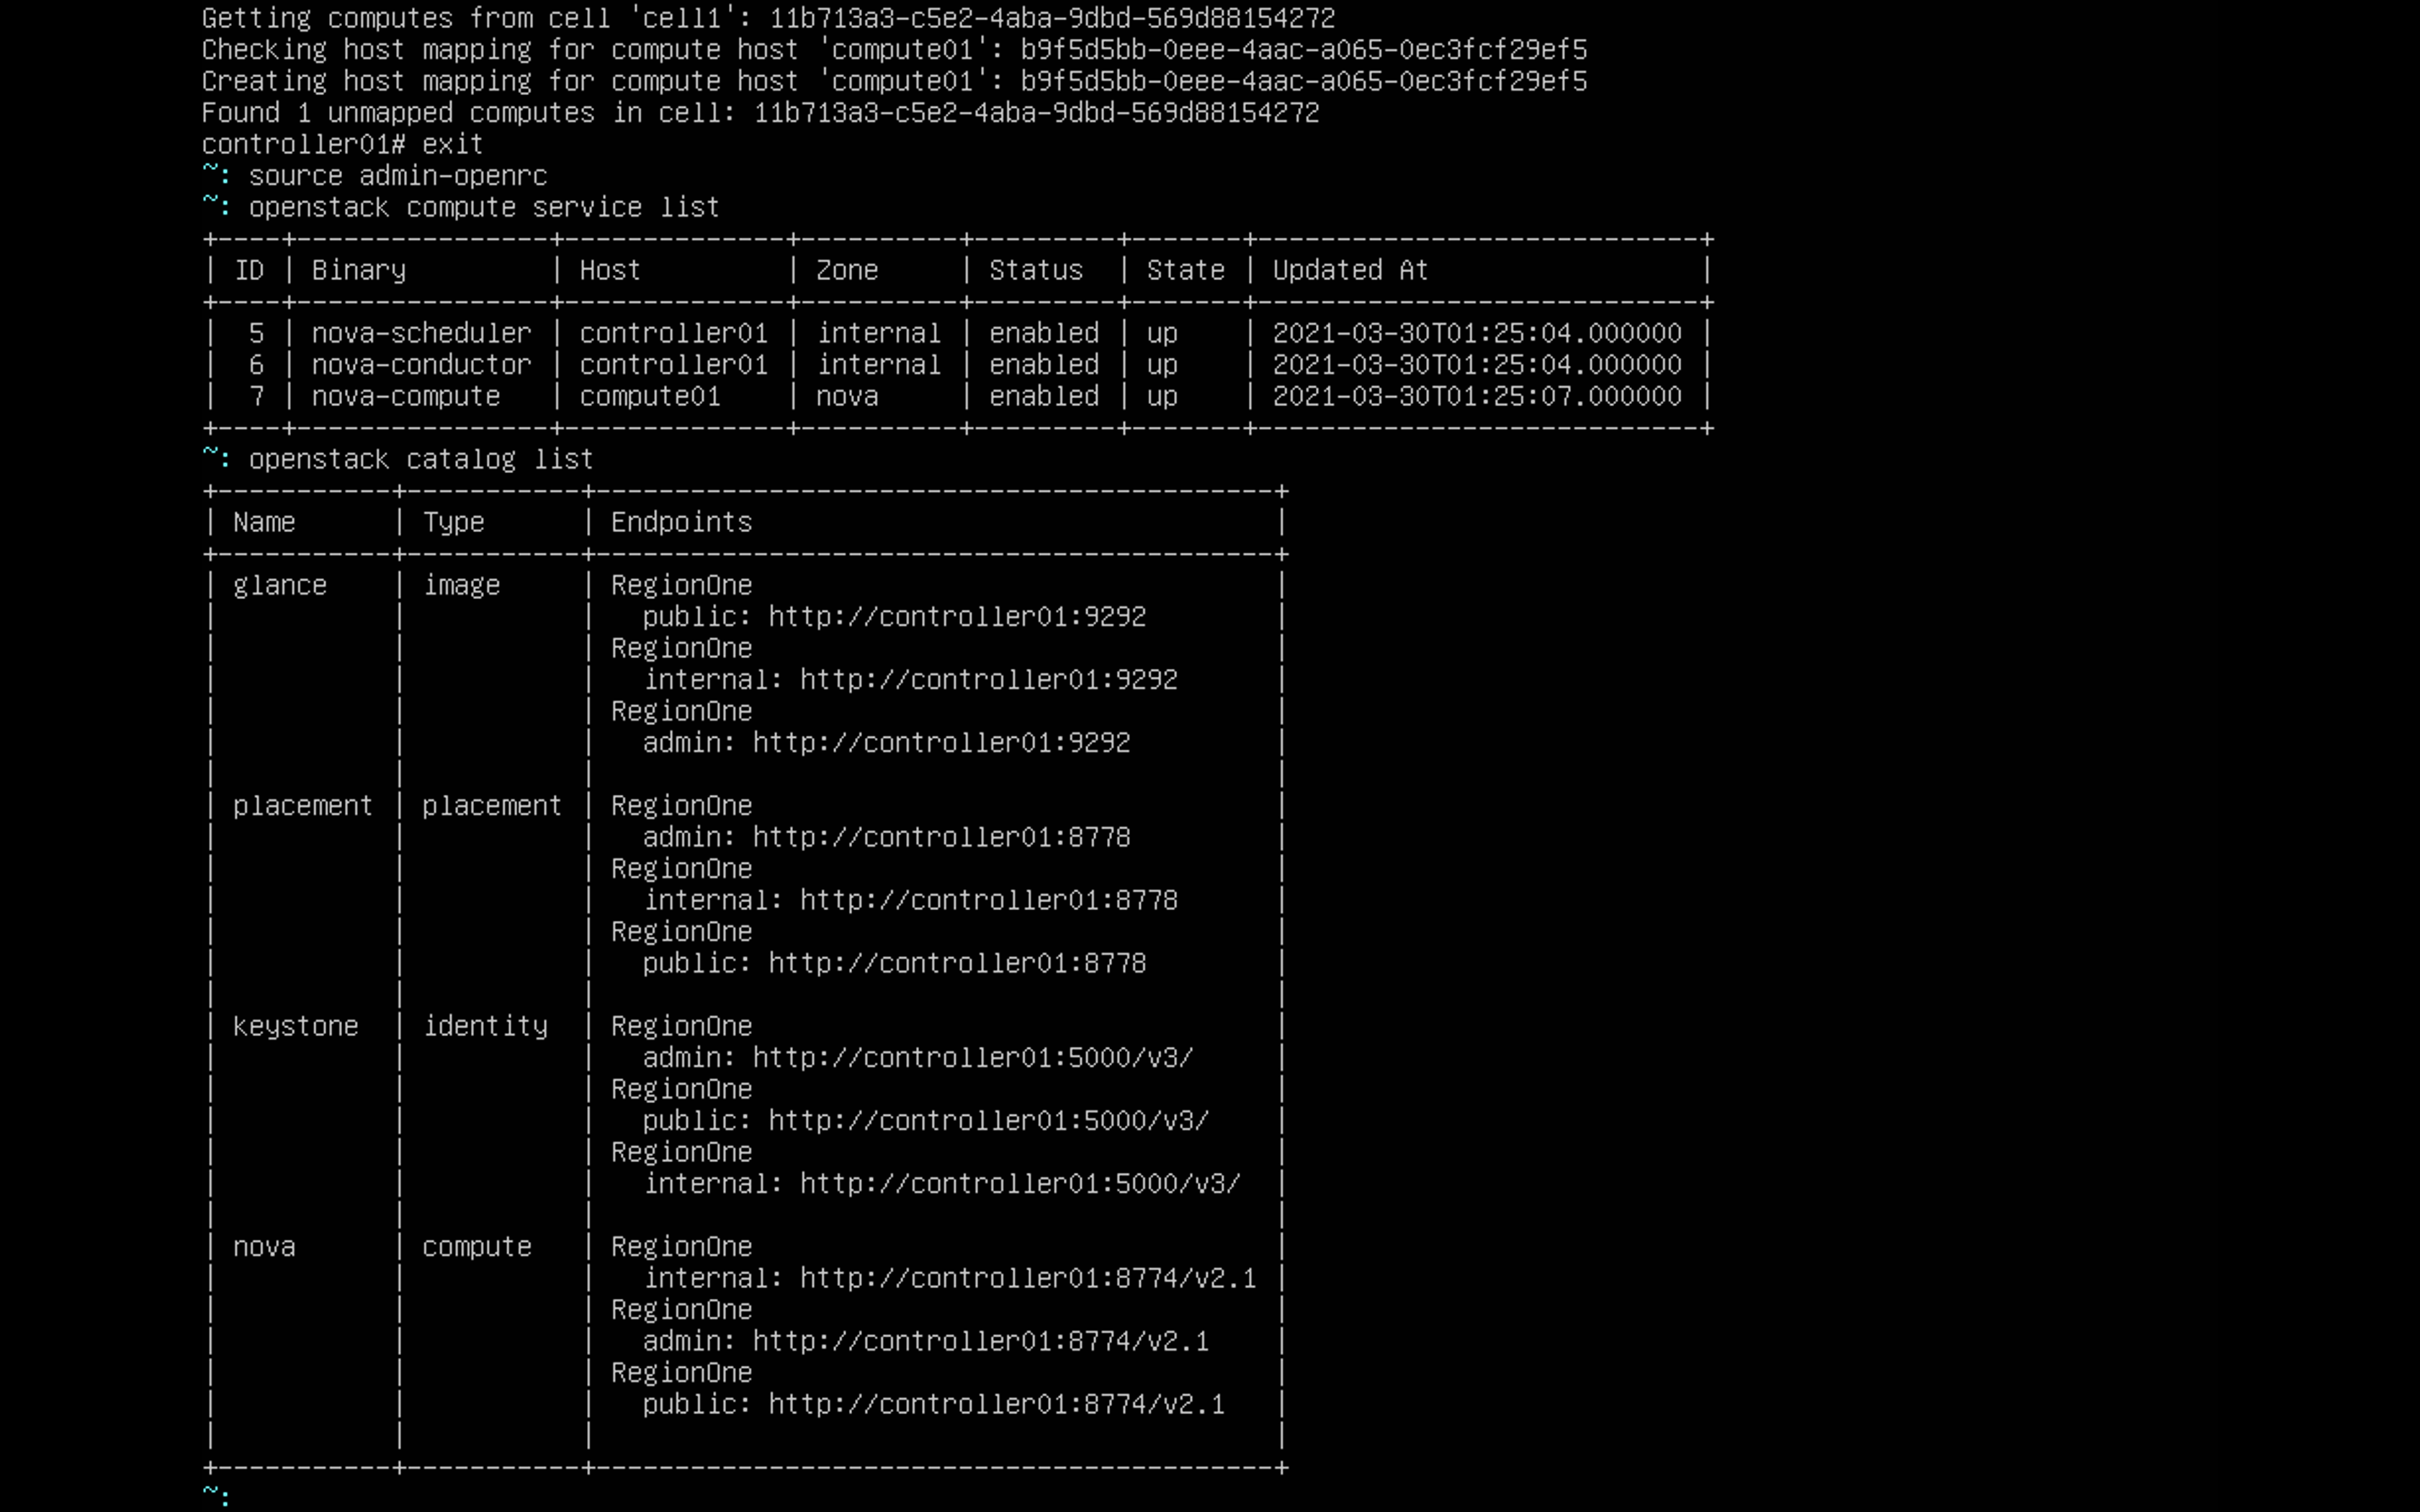 Getting computes from cell 'cell1': 11b713a3-c5e2-4aba-9dbd-569d88154272
Checking host mapping for compute host 'compute01': b9f5d5bb-0eee-4aac-a065-0ec3fcf29ef5
Creating host mapping for compute host 'compute01': b9f5d5bb-0eee-4aac-a065-0ec3fcf29ef5
Found 1 unmapped computes in cell: 11b713a3-c5e2-4aba-9dbd-569d88154272
controller01# exit
~: source admin-openrc
~: openstack compute service list
+----+----------------+--------------+----------+---------+-------+----------------------------+
| ID | Binary         | Host         | Zone     | Status  | State | Updated At                 |
+----+----------------+--------------+----------+---------+-------+----------------------------+
|  5 | nova-scheduler | controller01 | internal | enabled | up    | 2021-03-30T01:25:04.000000 |
|  6 | nova-conductor | controller01 | internal | enabled | up    | 2021-03-30T01:25:04.000000 |
|  7 | nova-compute   | compute01    | nova     | enabled | up    | 2021-03-30T01:25:07.000000 |
+----+----------------+--------------+----------+---------+-------+----------------------------+
~: openstack catalog list
+-----------+-----------+-------------------------------------------+
| Name      | Type      | Endpoints                                 |
+-----------+-----------+-------------------------------------------+
| glance    | image     | RegionOne                                 |
|           |           |   public: http://controller01:9292        |
|           |           | RegionOne                                 |
|           |           |   internal: http://controller01:9292      |
|           |           | RegionOne                                 |
|           |           |   admin: http://controller01:9292         |
|           |           |                                           |
| placement | placement | RegionOne                                 |
|           |           |   admin: http://controller01:8778         |
|           |           | RegionOne                                 |
|           |           |   internal: http://controller01:8778      |
|           |           | RegionOne                                 |
|           |           |   public: http://controller01:8778        |
|           |           |                                           |
| keystone  | identity  | RegionOne                                 |
|           |           |   admin: http://controller01:5000/v3/     |
|           |           | RegionOne                                 |
|           |           |   public: http://controller01:5000/v3/    |
|           |           | RegionOne                                 |
|           |           |   internal: http://controller01:5000/v3/  |
|           |           |                                           |
| nova      | compute   | RegionOne                                 |
|           |           |   internal: http://controller01:8774/v2.1 |
|           |           | RegionOne                                 |
|           |           |   admin: http://controller01:8774/v2.1    |
|           |           | RegionOne                                 |
|           |           |   public: http://controller01:8774/v2.1   |
|           |           |                                           |
+-----------+-----------+-------------------------------------------+
~: